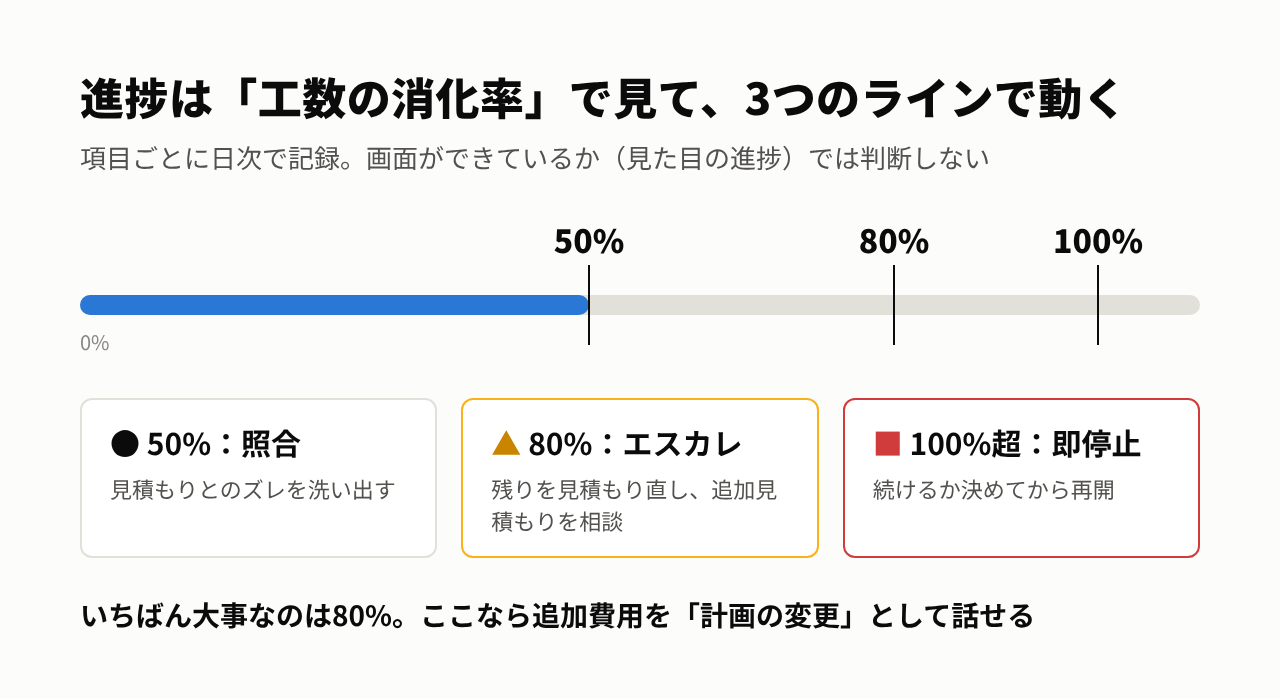 進捗は「工数の消化率」で見て、3つのラインで動く
項目ごとに日次で記録。画面ができているか（見た目の進捗）では判断しない
50%
80%
100%
0%
● 50%：照合
見積もりとのズレを洗い出す
▲ 80%：エスカレ
残りを見積もり直し、追加見
積もりを相談
■ 100%超：即停止
続けるか決めてから再開
いちばん大事なのは80%。ここなら追加費用を「計画の変更」として話せる